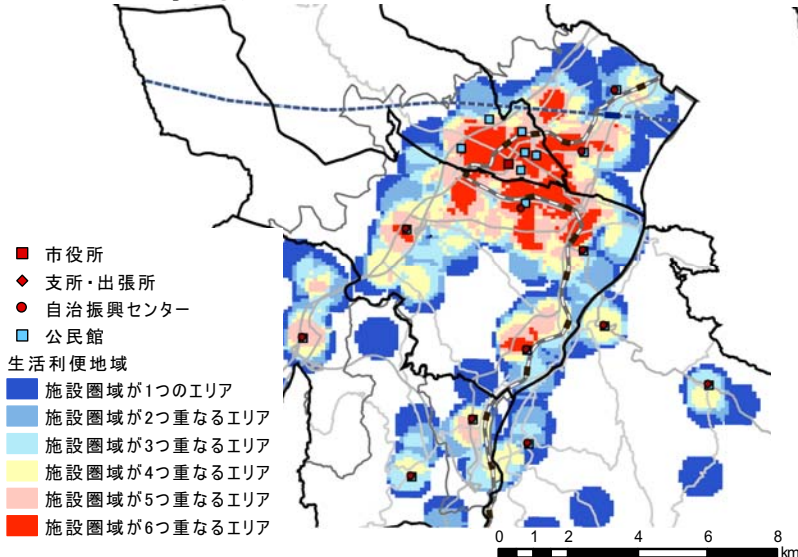 市役所
支所・出張所
自治振興センター
公民館
生活利便地域
施設圏域が1つのエリア
施設圏域が2つ重なるエリア
施設圏域が3つ重なるエリア
施設圏域が4つ重なるエリア
施設圏域が5つ重なるエリア
施設圏域が6つ重なるエリア
0 1 2 4 6 8
km